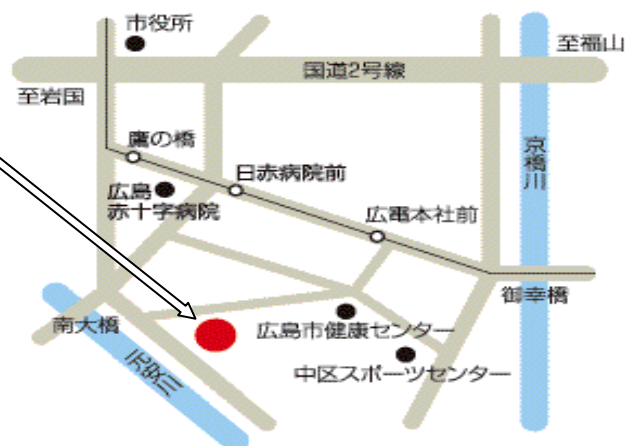 市役所
至福山
国道2号線
至岩国
鷹の橋
京橋川
日赤病院前
広島
赤十字病院
広電本社前
御幸橋
南大橋
広島市健康センター
元安川
中区スポーツセンター